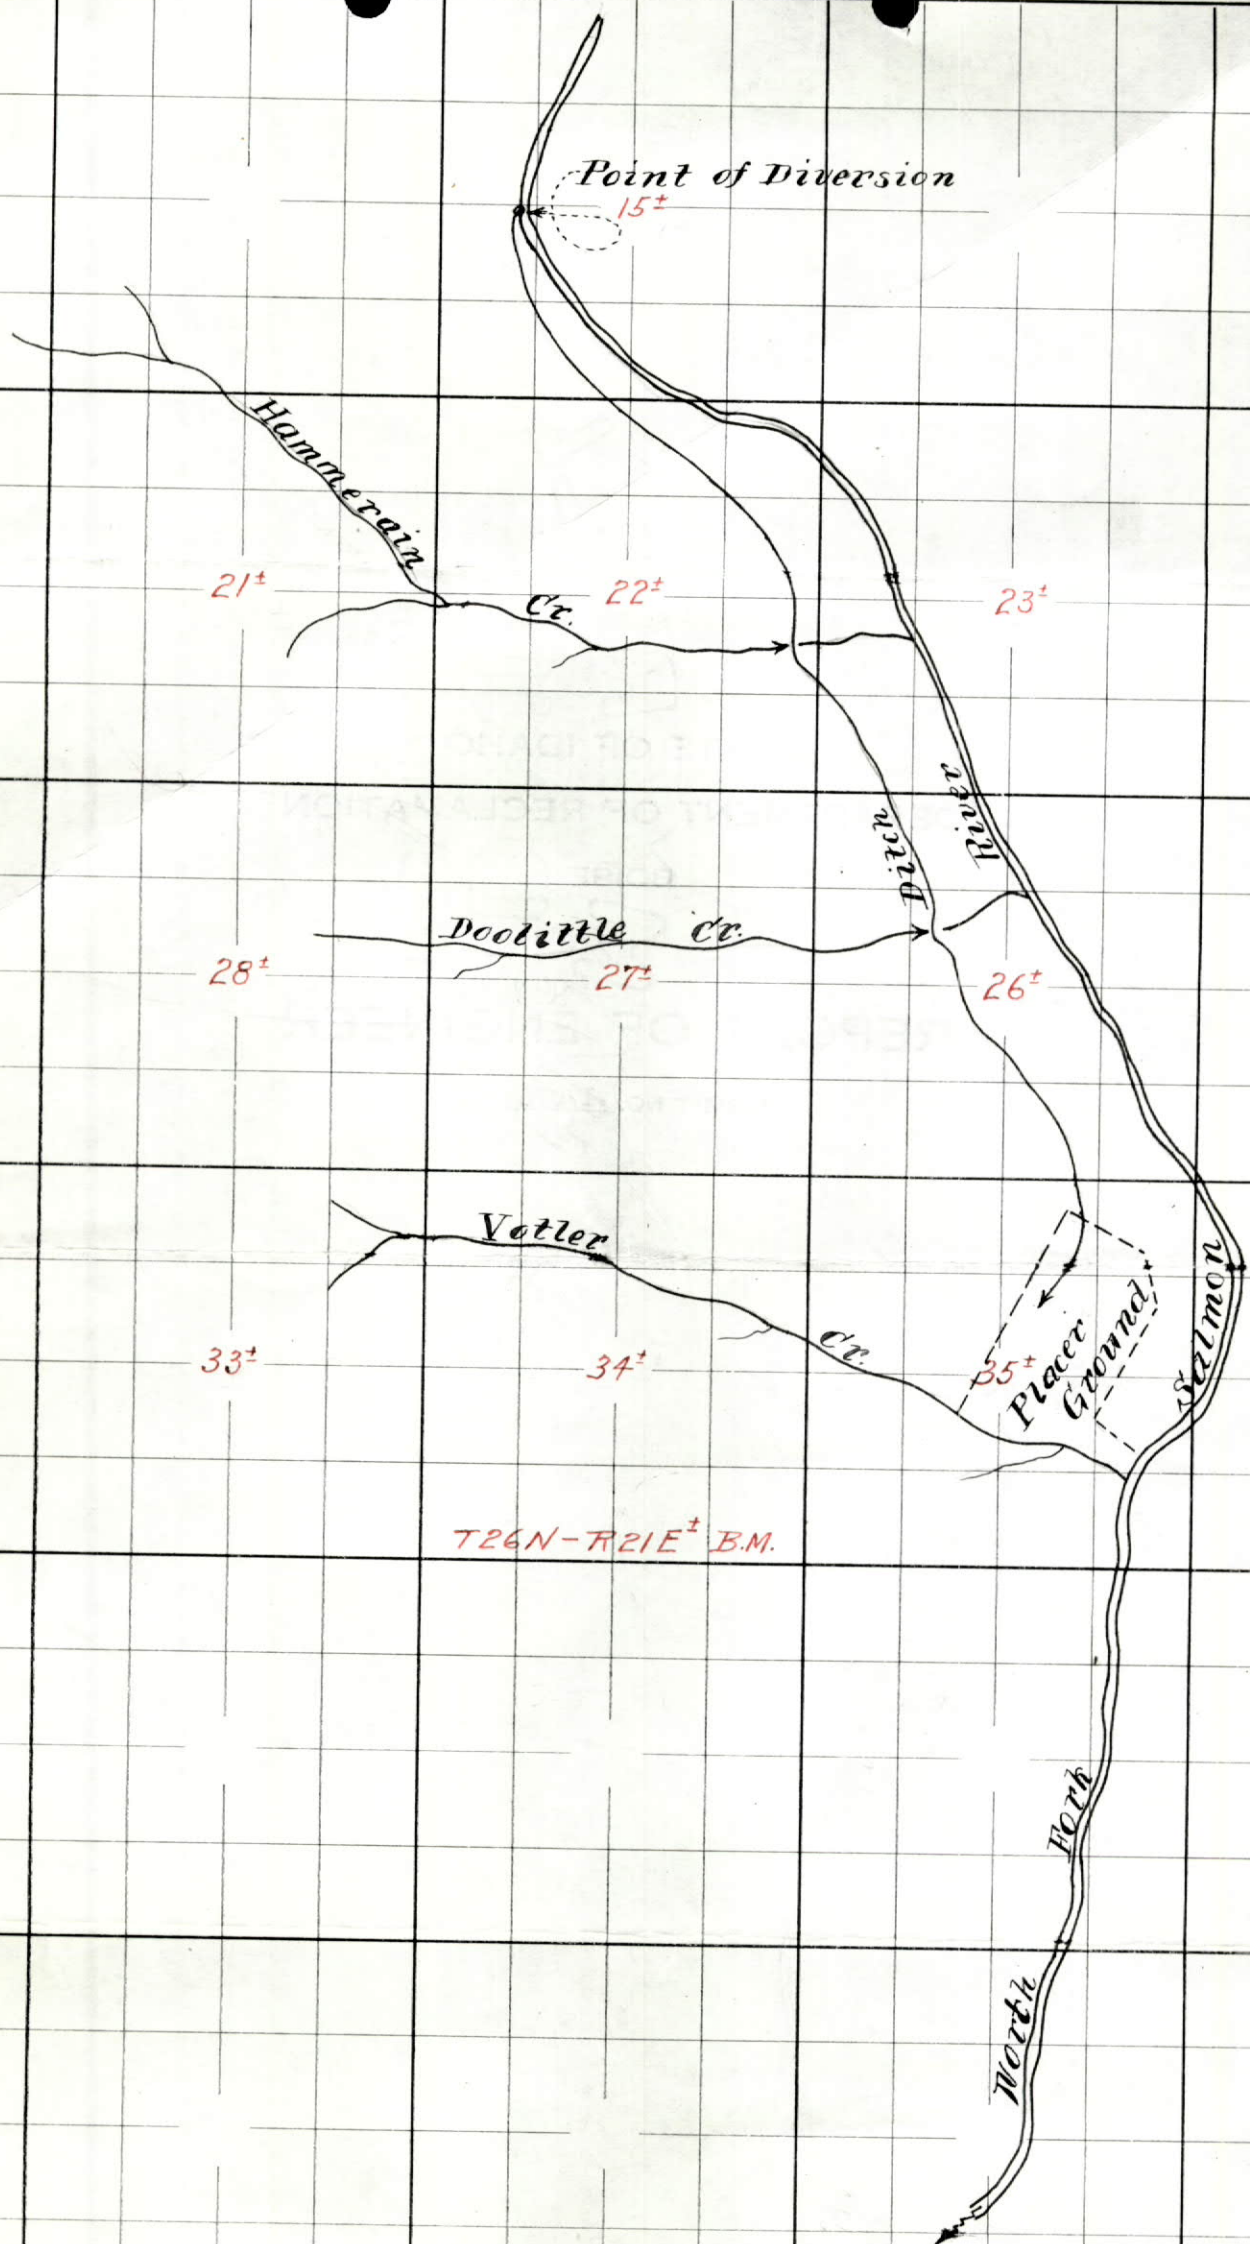 Point of Diversion
15±
Hammerain
Cr.
21±
22±
23±
River
Ditch
Doolittle Cr.
28±
27±
26±
Votler
Cr.
Salmon
33±
34±
35±
Placer
Ground
T26N-R21E± B.M.
Fork
North